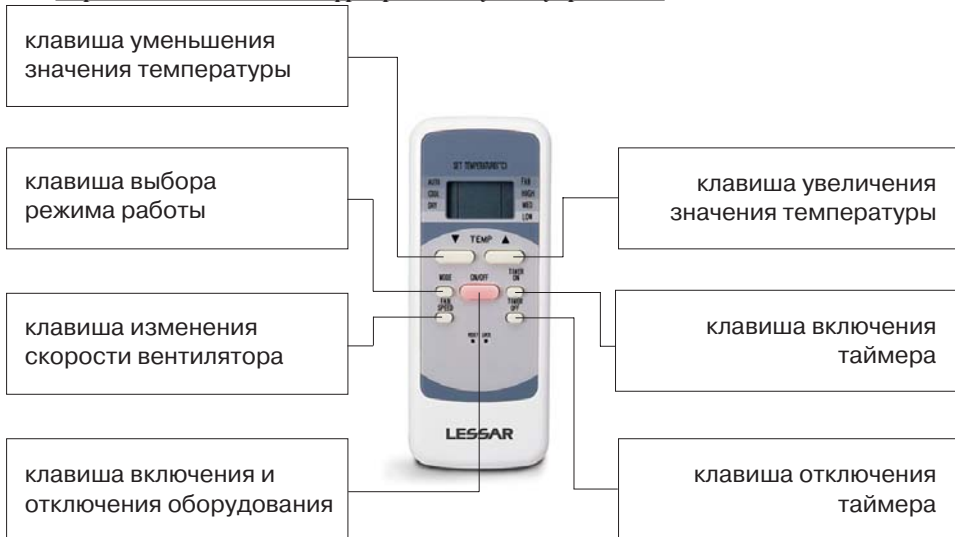 клавиша уменьшения
значения температуры
клавиша выбора
режима работы
клавиша изменения
скорости вентилятора
клавиша включения и
отключения оборудования
SET TEMPERATURE(°C)
AUTO
COOL
DRY
FAN
HIGH
MED
LOW
▼ TEMP ▲
MODE
ON/OFF
TIMER
ON
FAN
SPEED
TIMER
OFF
LESSAR
клавиша увеличения
значения температуры
клавиша включения
таймера
клавиша отключения
таймера